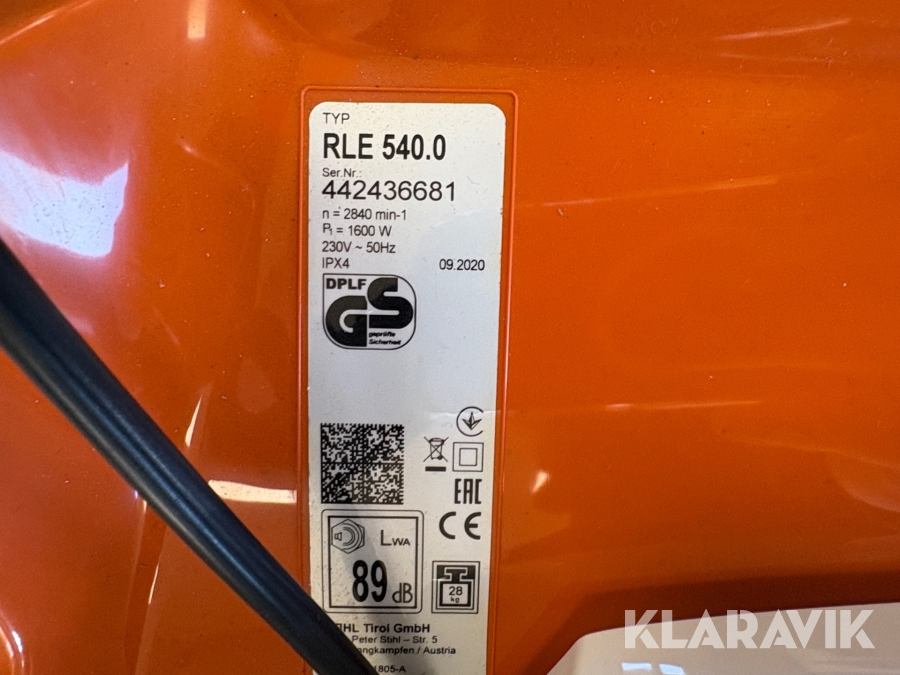 TYP
RLE 540.0
Ser.Nr.:
442436681
n = 2840 min-1
P₁ = 1600 W
230V ~ 50Hz
IPX4 09.2020
DPLF
GS
geprüfte
Sicherheit
EAC
CE
LWA
89 dB
28
kg
HL Tirol GmbH
Peter Stihl – Str. 5
angkampfen / Austria
1805-A
KLARAVIK